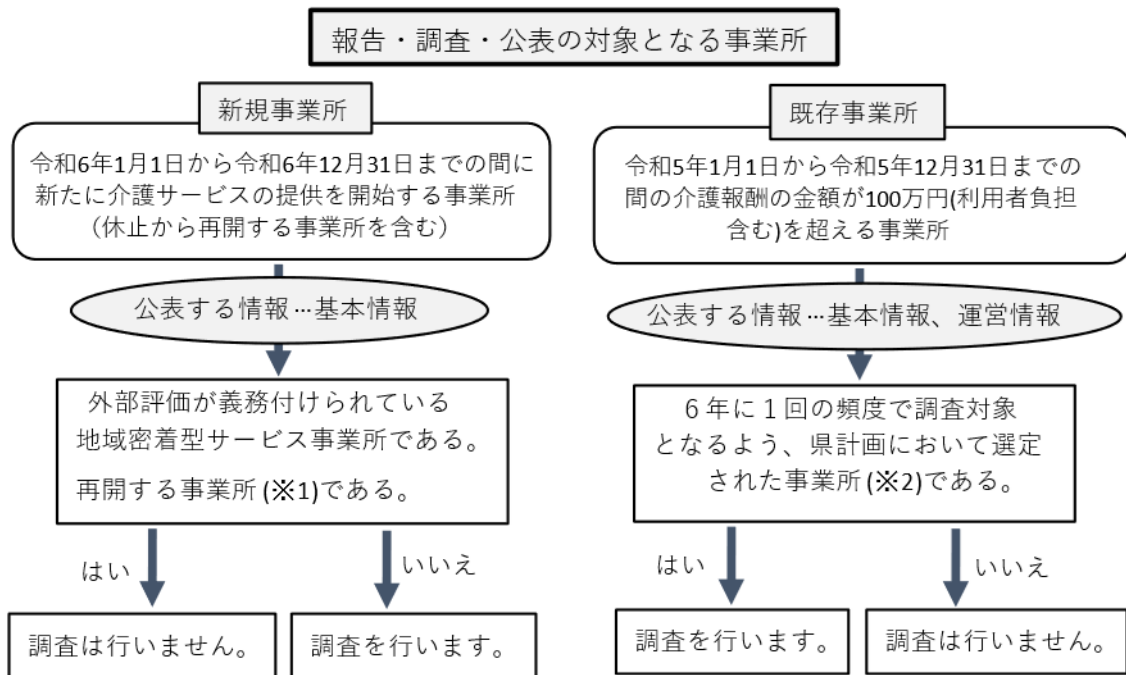 報告・調査・公表の対象となる事業所
新規事業所
令和6年1月1日から令和6年12月31日までの間に
新たに介護サービスの提供を開始する事業所
（休止から再開する事業所を含む）
公表する情報…基本情報
外部評価が義務付けられている
地域密着型サービス事業所である。
再開する事業所(※1)である。
はい
いいえ
調査は行いません。
調査を行います。
既存事業所
令和5年1月1日から令和5年12月31日までの
間の介護報酬の金額が100万円(利用者負担
含む)を超える事業所
公表する情報…基本情報、運営情報
６年に１回の頻度で調査対象
となるよう、県計画において選定
された事業所(※2)である。
はい
いいえ
調査を行います。
調査は行いません。